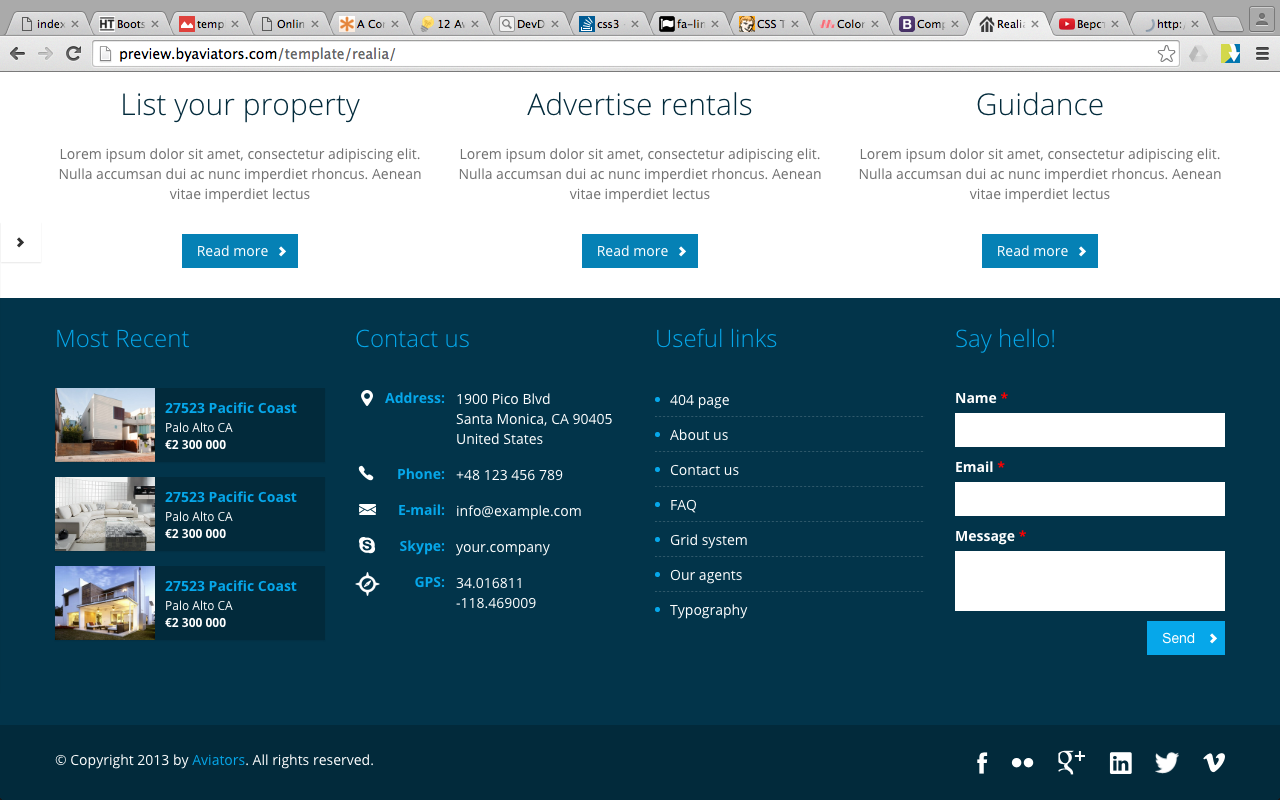 index
Boots
temp
Onlin
A Cor
12 Av
DevD
css3
fa-lin
CSS T
Color
Comp
Realia
Верст
http:/
preview.byaviators.com/template/realia/
List your property
Advertise rentals
Guidance
Lorem ipsum dolor sit amet, consectetur adipiscing elit.
Nulla accumsan dui ac nunc imperdiet rhoncus. Aenean
vitae imperdiet lectus
Lorem ipsum dolor sit amet, consectetur adipiscing elit.
Nulla accumsan dui ac nunc imperdiet rhoncus. Aenean
vitae imperdiet lectus
Lorem ipsum dolor sit amet, consectetur adipiscing elit.
Nulla accumsan dui ac nunc imperdiet rhoncus. Aenean
vitae imperdiet lectus
Read more
Read more
Read more
Most Recent
27523 Pacific Coast
Palo Alto CA
€2 300 000
27523 Pacific Coast
Palo Alto CA
€2 300 000
27523 Pacific Coast
Palo Alto CA
€2 300 000
Contact us
Address: 1900 Pico Blvd
Santa Monica, CA 90405
United States
Phone: +48 123 456 789
E-mail: info@example.com
Skype: your.company
GPS: 34.016811
-118.469009
Useful links
404 page
About us
Contact us
FAQ
Grid system
Our agents
Typography
Say hello!
Name *
Email *
Message *
Send
© Copyright 2013 by Aviators. All rights reserved.